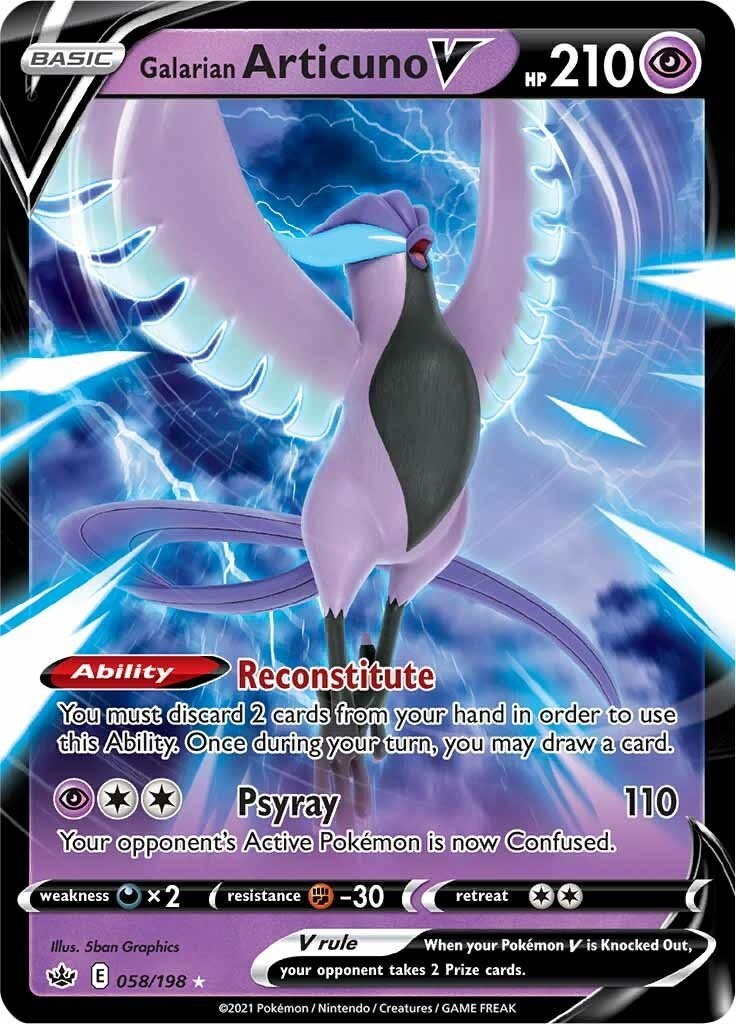 BASIC
Galarian Articuno V HP 210
Ability Reconstitute
You must discard 2 cards from your hand in order to use
this Ability. Once during your turn, you may draw a card.
Psyray 110
Your opponent's Active Pokémon is now Confused.
weakness ×2 resistance -30 retreat
Illus. 5ban Graphics
V rule When your Pokémon V is Knocked Out,
your opponent takes 2 Prize cards.
E 058/198
©2021 Pokémon / Nintendo / Creatures / GAME FREAK